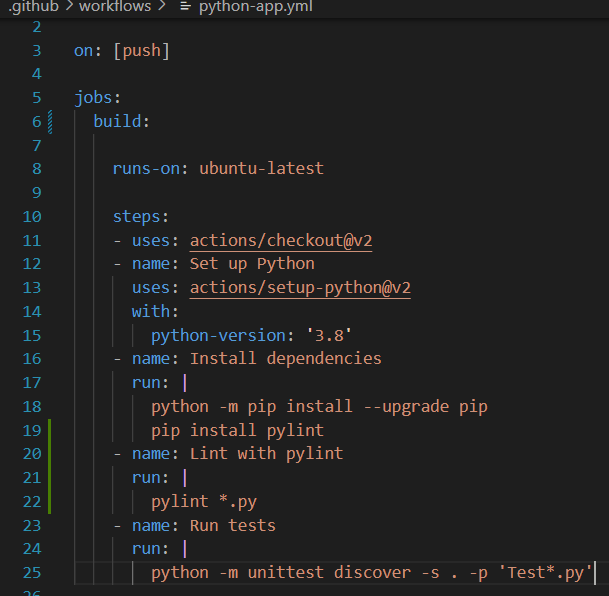 .github > workflows > python-app.yml
2
3 on: [push]
4
5 jobs:
6   build:
7
8     runs-on: ubuntu-latest
9
10     steps:
11     - uses: actions/checkout@v2
12     - name: Set up Python
13       uses: actions/setup-python@v2
14       with:
15         python-version: '3.8'
16     - name: Install dependencies
17       run: |
18         python -m pip install --upgrade pip
19         pip install pylint
20     - name: Lint with pylint
21       run: |
22         pylint *.py
23     - name: Run tests
24       run: |
25         python -m unittest discover -s . -p 'Test*.py'
26